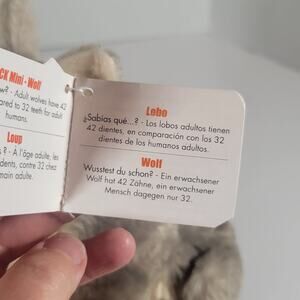 CK Mini - Wolf
w? - Adult wolves have 42
ared to 32 teeth for adult
humans.
Loup
s ? - À l'âge adulte, les
dents, contre 32 chez
main adulte.
Lobo
¿Sabías qué...? - Los lobos adultos tienen
42 dientes, en comparación con los 32
dientes de los humanos adultos.
Wolf
Wusstest du schon? - Ein erwachsener
Wolf hat 42 Zähne, ein erwachsener
Mensch dagegen nur 32.